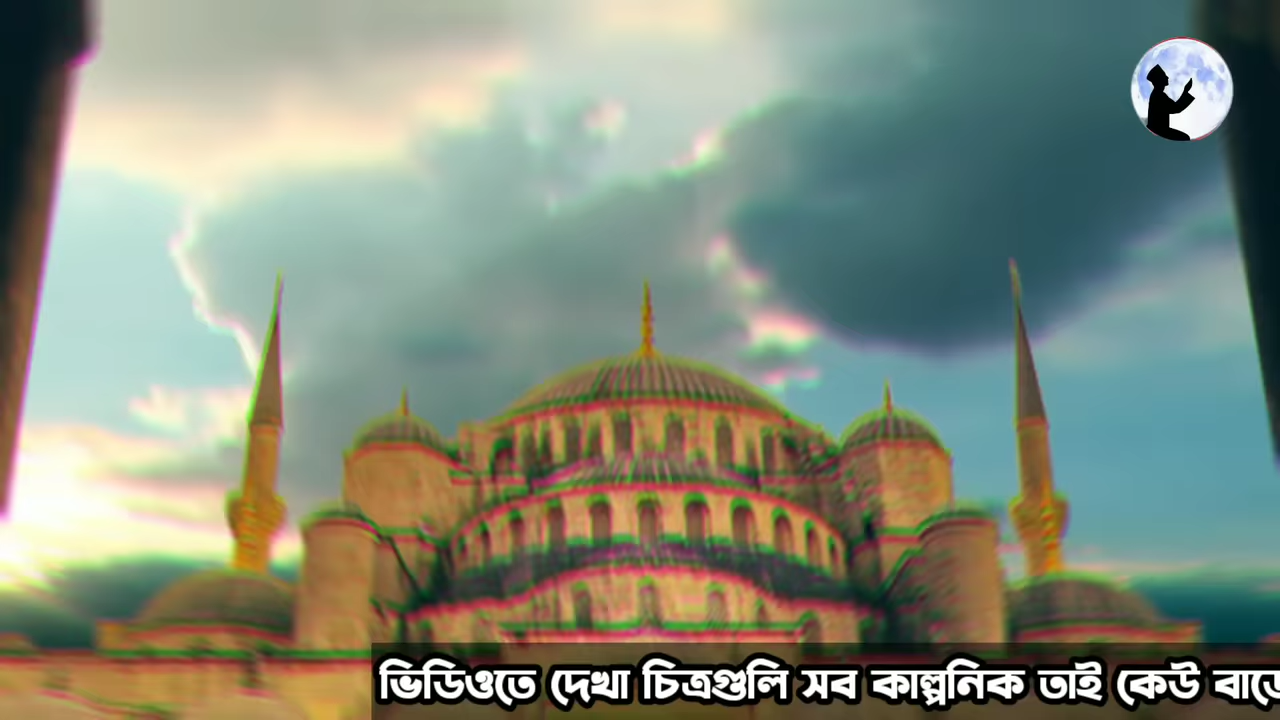 ভিডিওতে দেখা চিত্রগুলি সব কাল্পনিক তাই কেউ